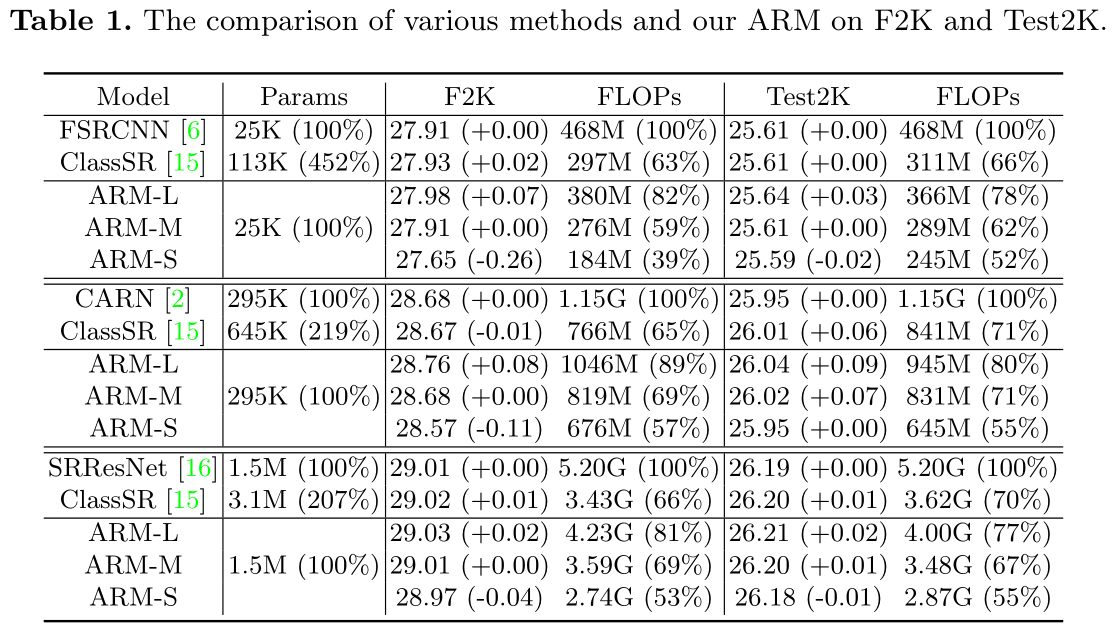 Table 1. The comparison of various methods and our ARM on F2K and Test2K.
Model Params F2K FLOPs Test2K FLOPs
FSRCNN [6] 25K (100%) 27.91 (+0.00) 468M (100%) 25.61 (+0.00) 468M (100%)
ClassSR [15] 113K (452%) 27.93 (+0.02) 297M (63%) 25.61 (+0.00) 311M (66%)
ARM-L 27.98 (+0.07) 380M (82%) 25.64 (+0.03) 366M (78%)
ARM-M 25K (100%) 27.91 (+0.00) 276M (59%) 25.61 (+0.00) 289M (62%)
ARM-S 27.65 (-0.26) 184M (39%) 25.59 (-0.02) 245M (52%)
CARN [2] 295K (100%) 28.68 (+0.00) 1.15G (100%) 25.95 (+0.00) 1.15G (100%)
ClassSR [15] 645K (219%) 28.67 (-0.01) 766M (65%) 26.01 (+0.06) 841M (71%)
ARM-L 28.76 (+0.08) 1046M (89%) 26.04 (+0.09) 945M (80%)
ARM-M 295K (100%) 28.68 (+0.00) 819M (69%) 26.02 (+0.07) 831M (71%)
ARM-S 28.57 (-0.11) 676M (57%) 25.95 (+0.00) 645M (55%)
SRResNet [16] 1.5M (100%) 29.01 (+0.00) 5.20G (100%) 26.19 (+0.00) 5.20G (100%)
ClassSR [15] 3.1M (207%) 29.02 (+0.01) 3.43G (66%) 26.20 (+0.01) 3.62G (70%)
ARM-L 29.03 (+0.02) 4.23G (81%) 26.21 (+0.02) 4.00G (77%)
ARM-M 1.5M (100%) 29.01 (+0.00) 3.59G (69%) 26.20 (+0.01) 3.48G (67%)
ARM-S 28.97 (-0.04) 2.74G (53%) 26.18 (-0.01) 2.87G (55%)